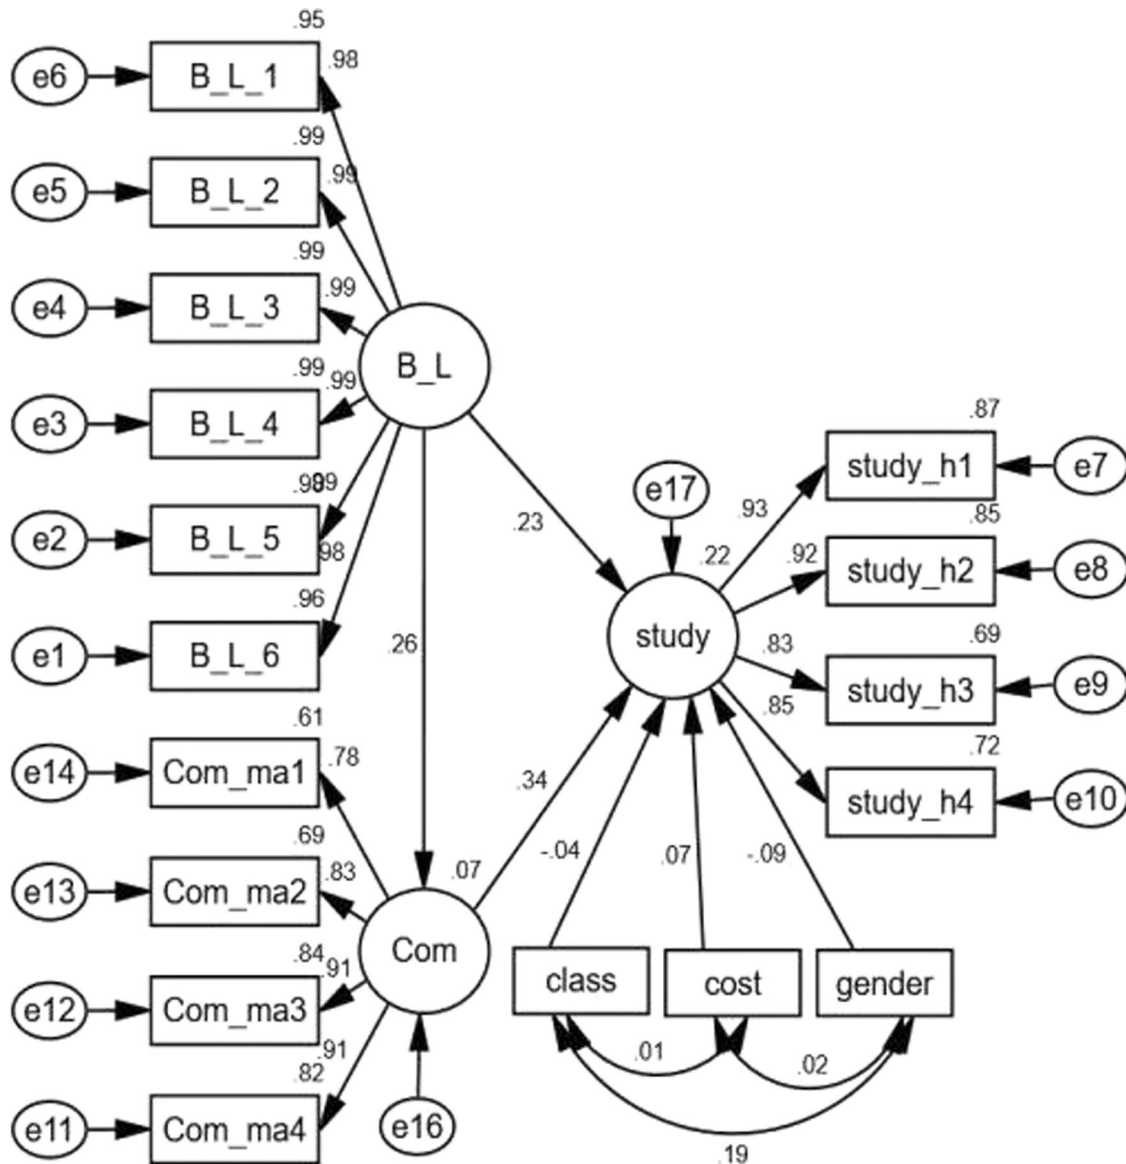 .95
e6
B_L_1
.98
.99
e5
B_L_2
.99
.99
e4
B_L_3
.99
.99
e3
B_L_4
.99
B_L
e2
B_L_5
.99
e1
B_L_6
.98
.96
.26
.23
e17
.22
study
.93
.87
study_h1
e7
.92
.85
study_h2
e8
.83
.69
study_h3
e9
.85
.72
study_h4
e10
.61
e14
Com_ma1
.78
.69
e13
Com_ma2
.83
.84
e12
Com_ma3
.91
.91
.82
e11
Com_ma4
.07
Com
e16
.34
-.04
.07
-.09
class
cost
gender
.01
.02
.19